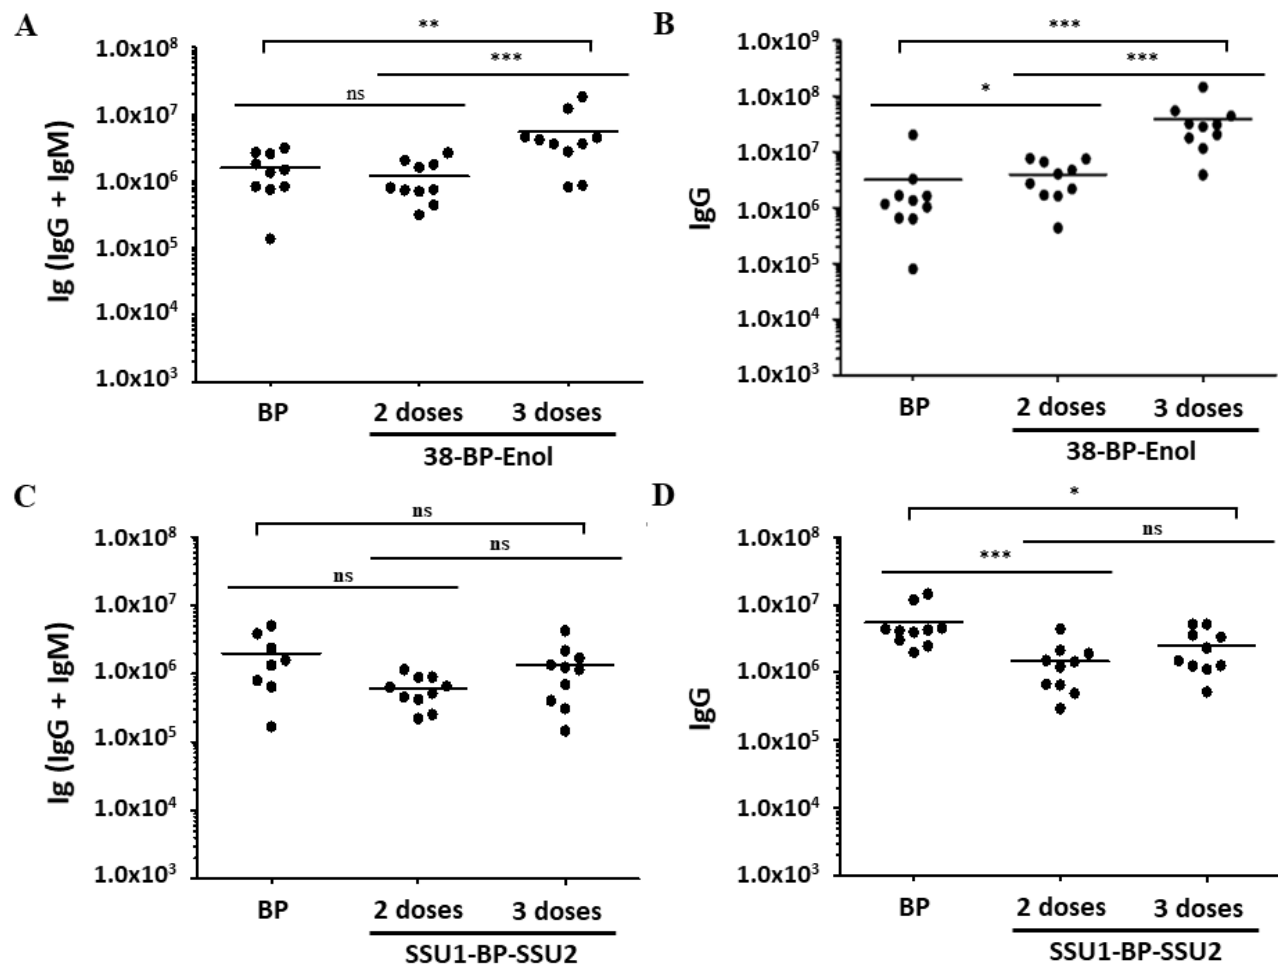 A
**
***
ns
1.0x10⁸
1.0x10⁷
1.0x10⁶
1.0x10⁵
1.0x10⁴
1.0x10³
Ig (IgG + IgM)
BP
2 doses
3 doses
38-BP-Enol
B
***
***
*
1.0x10⁹
1.0x10⁸
1.0x10⁷
1.0x10⁶
1.0x10⁵
1.0x10⁴
1.0x10³
IgG
BP
2 doses
3 doses
38-BP-Enol
C
ns
ns
ns
1.0x10⁸
1.0x10⁷
1.0x10⁶
1.0x10⁵
1.0x10⁴
1.0x10³
Ig (IgG + IgM)
BP
2 doses
3 doses
SSU1-BP-SSU2
D
*
ns
***
1.0x10⁸
1.0x10⁷
1.0x10⁶
1.0x10⁵
1.0x10⁴
1.0x10³
IgG
BP
2 doses
3 doses
SSU1-BP-SSU2